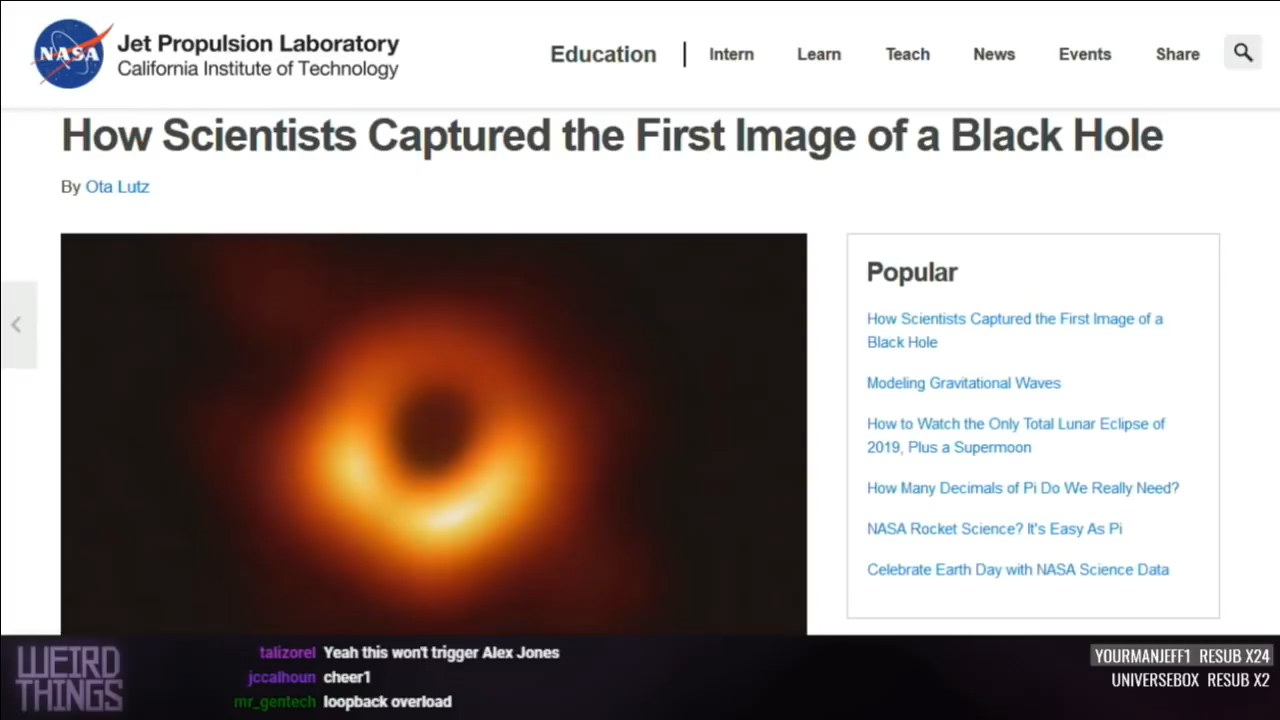 NASA
Jet Propulsion Laboratory
California Institute of Technology
Education | Intern Learn Teach News Events Share
How Scientists Captured the First Image of a Black Hole
By Ota Lutz
Popular
How Scientists Captured the First Image of a
Black Hole
Modeling Gravitational Waves
How to Watch the Only Total Lunar Eclipse of
2019, Plus a Supermoon
How Many Decimals of Pi Do We Really Need?
NASA Rocket Science? It's Easy As Pi
Celebrate Earth Day with NASA Science Data
WEIRD
THINGS
talizorel Yeah this won't trigger Alex Jones
jccalhoun cheer1
mr_gentech loopback overload
YOURMANJEFF1 RESUB X24
UNIVERSEBOX RESUB X2